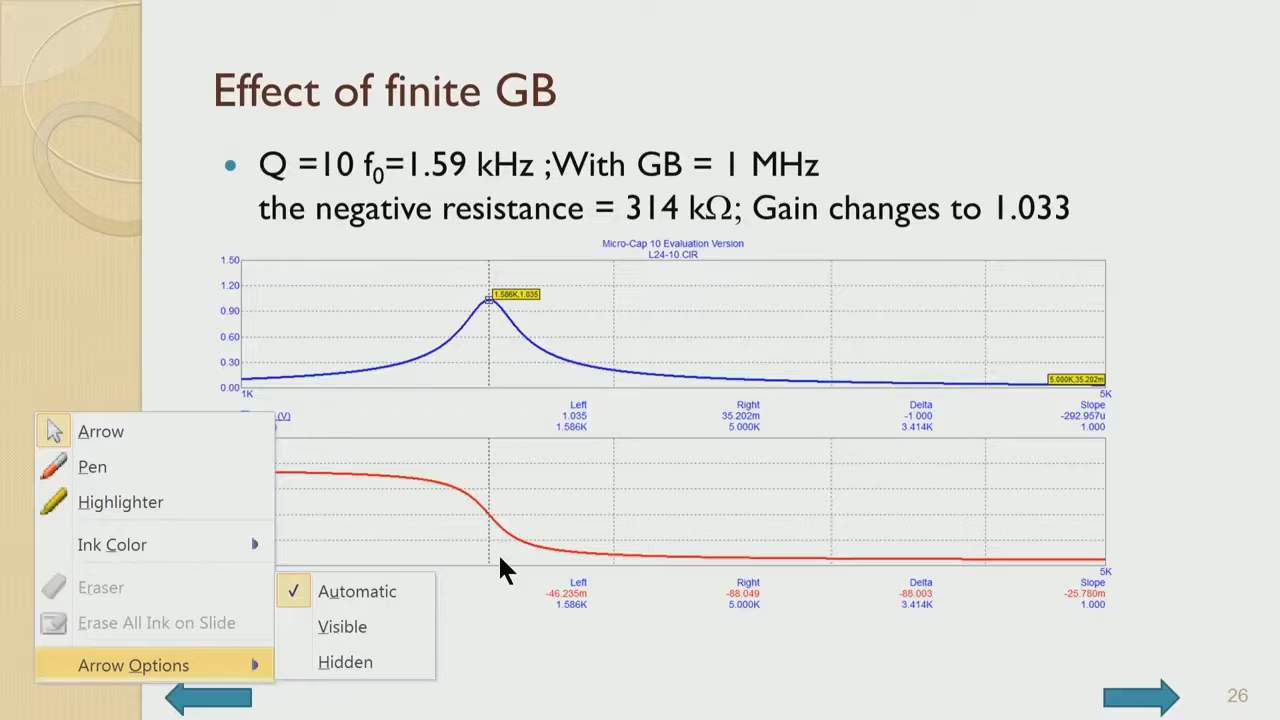 Effect of finite GB
• Q =10 f₀=1.59 kHz ;With GB = 1 MHz
the negative resistance = 314 kΩ; Gain changes to 1.033
Micro-Cap 10 Evaluation Version
L24-10.CIR
1.50
1.20
0.90
0.60
0.30
0.00
1.586K,1.035
5.000K,35.202m
1K 5K
(V) Left Right Delta Slope
1.035 35.202m -1.000 -292.957u
1.586K 5.000K 3.414K 1.000
5K
Left Right Delta Slope
-46.235m -88.049 -88.003 -25.780m
1.586K 5.000K 3.414K 1.000
Arrow
Pen
Highlighter
Ink Color
Eraser
Erase All Ink on Slide
Arrow Options
Automatic
Visible
Hidden
26